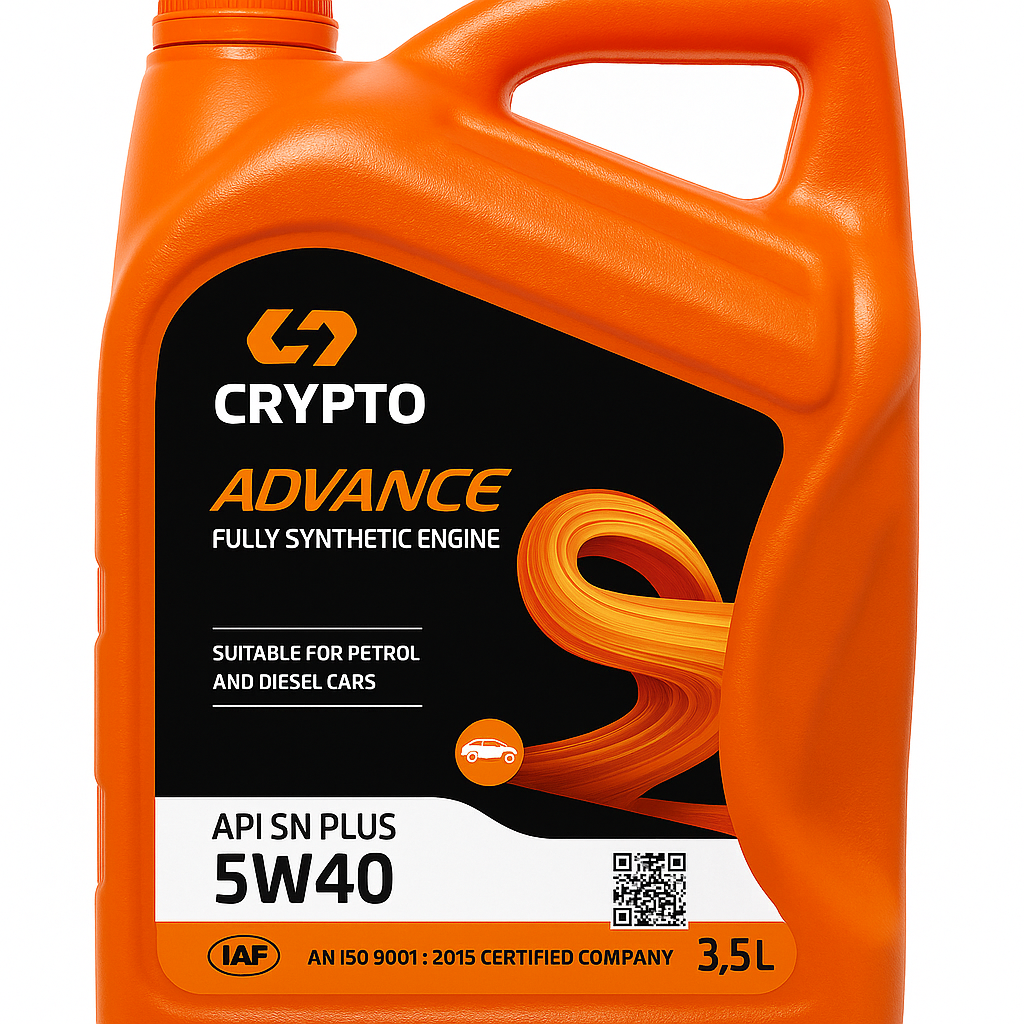 CRYPTO
ADVANCE
FULLY SYNTHETIC ENGINE
SUITABLE FOR PETROL
AND DIESEL CARS
API SN PLUS
5W40
IAF
AN ISO 9001 : 2015 CERTIFIED COMPANY
3,5L